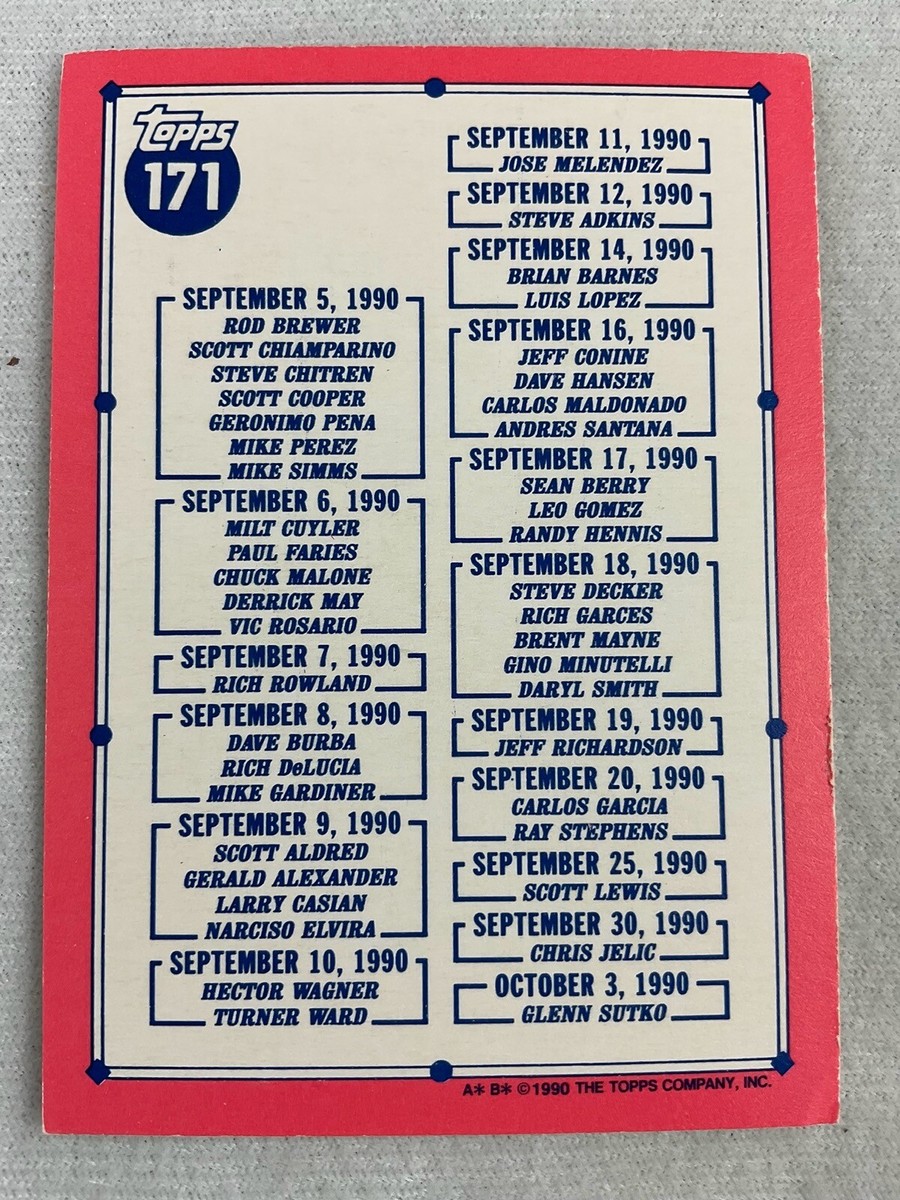 TOPPS
171
SEPTEMBER 5, 1990
ROD BREWER
SCOTT CHIAMPARINO
STEVE CHITREN
SCOTT COOPER
GERONIMO PENA
MIKE PEREZ
MIKE SIMMS
SEPTEMBER 6, 1990
MILT CUYLER
PAUL FARIES
CHUCK MALONE
DERRICK MAY
VIC ROSARIO
SEPTEMBER 7, 1990
RICH ROWLAND
SEPTEMBER 8, 1990
DAVE BURBA
RICH DeLUCIA
MIKE GARDINER
SEPTEMBER 9, 1990
SCOTT ALDRED
GERALD ALEXANDER
LARRY CASIAN
NARCISO ELVIRA
SEPTEMBER 10, 1990
HECTOR WAGNER
TURNER WARD
SEPTEMBER 11, 1990
JOSE MELENDEZ
SEPTEMBER 12, 1990
STEVE ADKINS
SEPTEMBER 14, 1990
BRIAN BARNES
LUIS LOPEZ
SEPTEMBER 16, 1990
JEFF CONINE
DAVE HANSEN
CARLOS MALDONADO
ANDRES SANTANA
SEPTEMBER 17, 1990
SEAN BERRY
LEO GOMEZ
RANDY HENNIS
SEPTEMBER 18, 1990
STEVE DECKER
RICH GARCES
BRENT MAYNE
GINO MINUTELLI
DARYL SMITH
SEPTEMBER 19, 1990
JEFF RICHARDSON
SEPTEMBER 20, 1990
CARLOS GARCIA
RAY STEPHENS
SEPTEMBER 25, 1990
SCOTT LEWIS
SEPTEMBER 30, 1990
CHRIS JELIC
OCTOBER 3, 1990
GLENN SUTKO
A* B* ©1990 THE TOPPS COMPANY, INC.